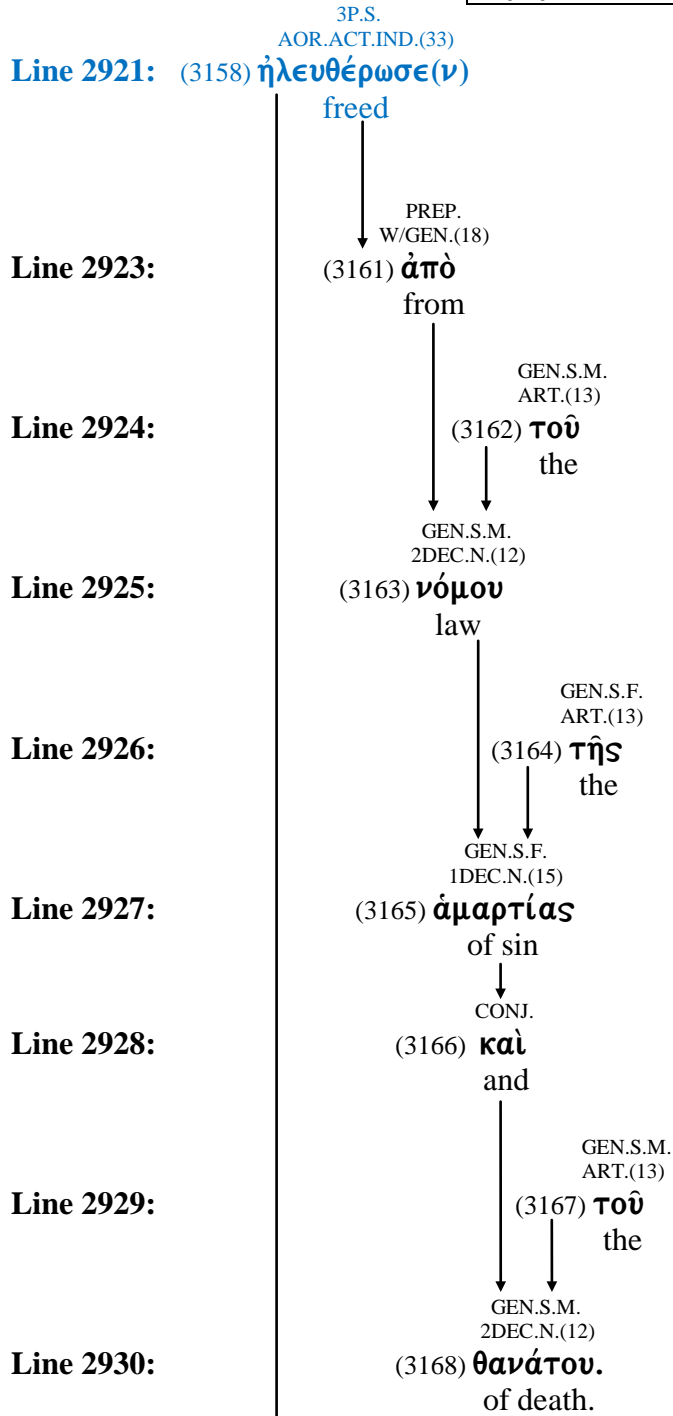 3P.S.
AOR.ACT.IND.(33)
Line 2921: (3158) ἠλευθέρωσε(ν)
freed
PREP.
W/GEN.(18)
Line 2923: (3161) ἀπὸ
from
GEN.S.M.
ART.(13)
Line 2924: (3162) τοῦ
the
GEN.S.M.
2DEC.N.(12)
Line 2925: (3163) νόμου
law
GEN.S.F.
ART.(13)
Line 2926: (3164) τῆς
the
GEN.S.F.
1DEC.N.(15)
Line 2927: (3165) ἁμαρτίας
of sin
CONJ.
Line 2928: (3166) καὶ
and
GEN.S.M.
ART.(13)
Line 2929: (3167) τοῦ
the
GEN.S.M.
2DEC.N.(12)
Line 2930: (3168) θανάτου.
of death.